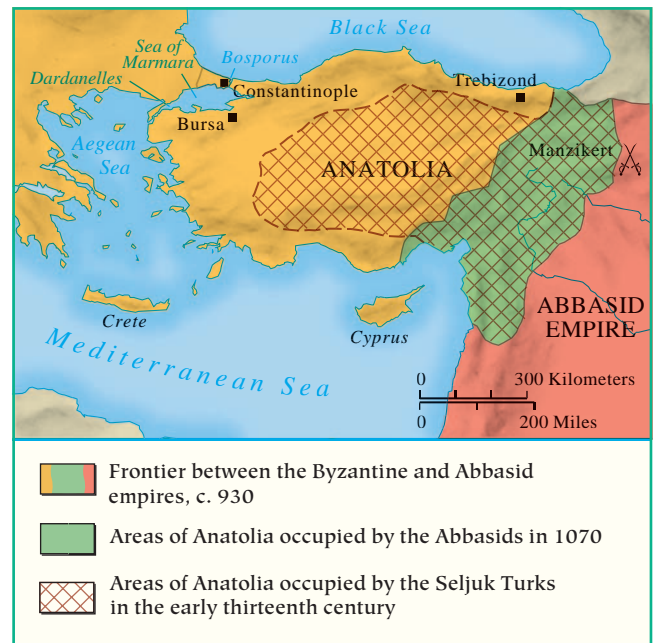 Black Sea
Sea of
Marmara
Bosporus
Dardanelles
Constantinople
Trebizond
Bursa
Aegean
Sea
ANATOLIA
Manzikert
ABBASID
EMPIRE
Crete
Cyprus
Mediterranean Sea
0 300 Kilometers
0 200 Miles
Frontier between the Byzantine and Abbasid
empires, c. 930
Areas of Anatolia occupied by the Abbasids in 1070
Areas of Anatolia occupied by the Seljuk Turks
in the early thirteenth century